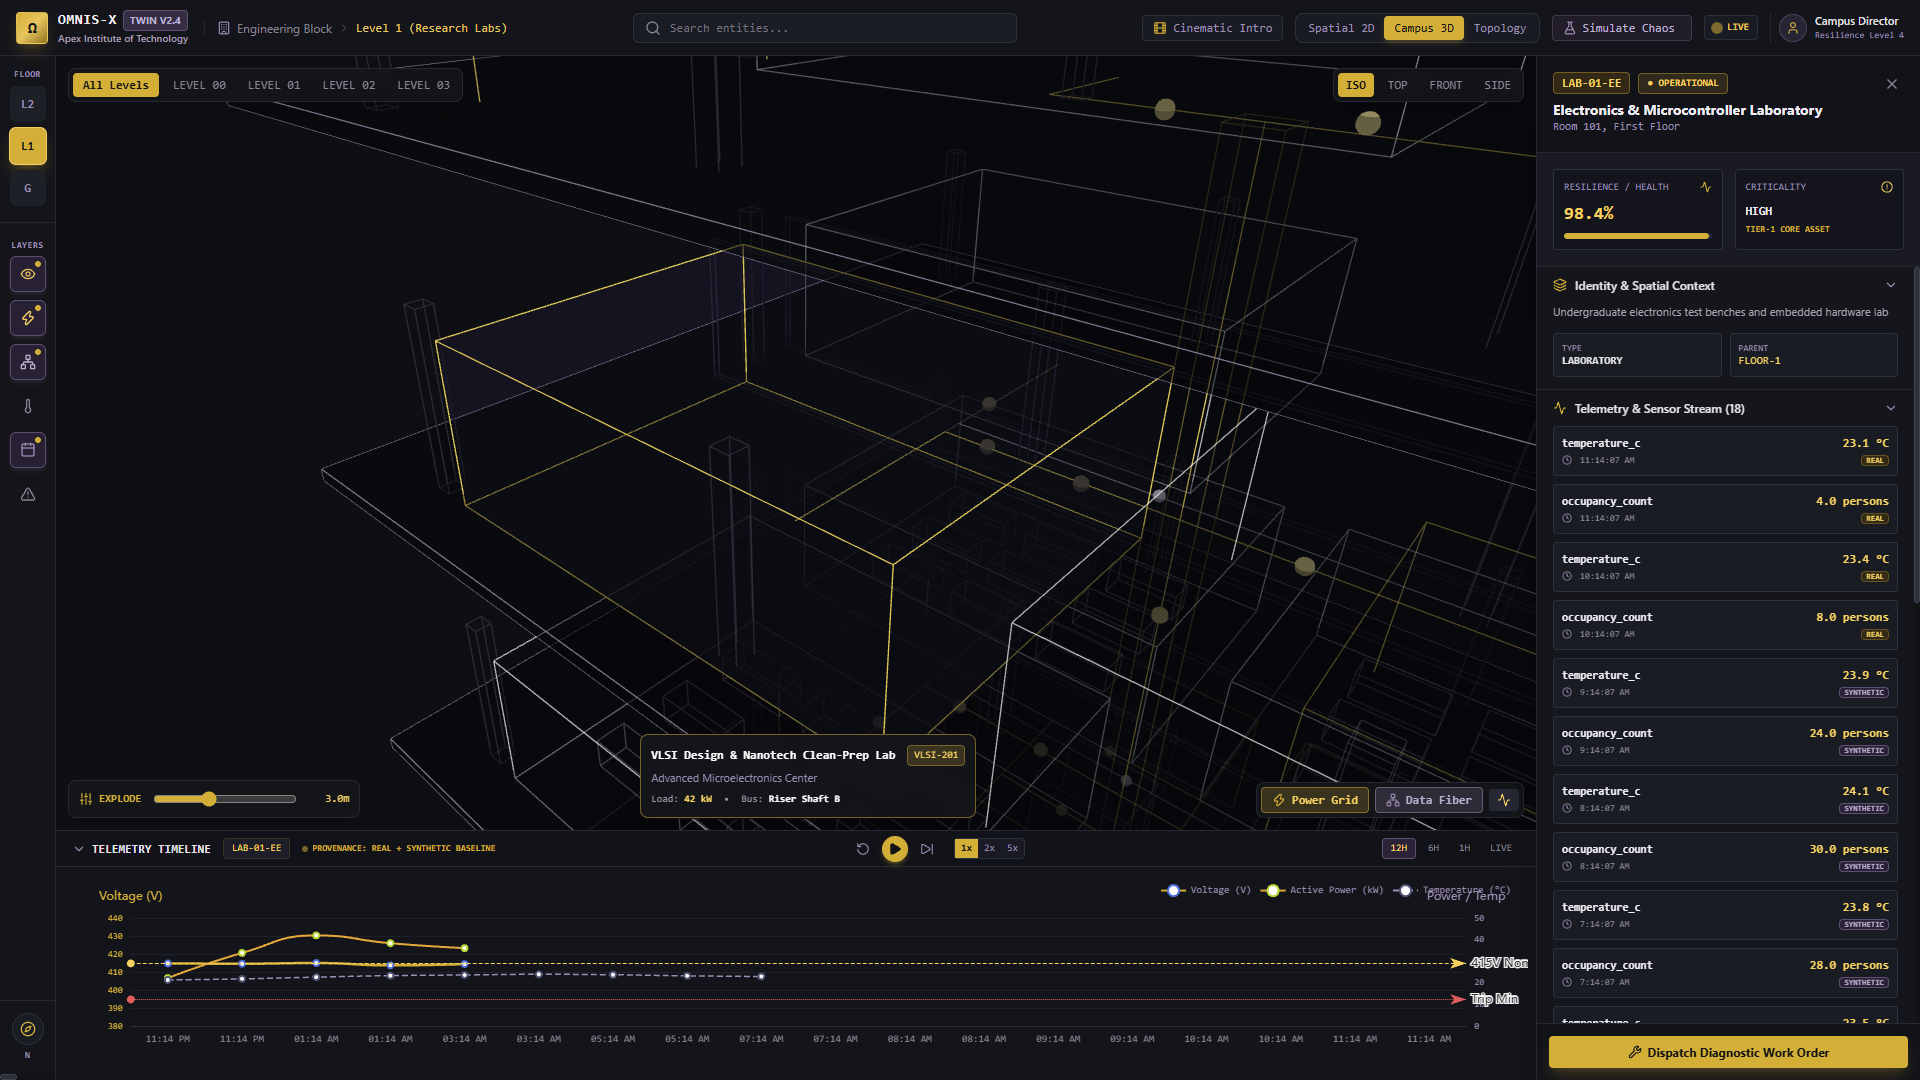 Ω
OMNIS-X TWIN V2.4
Apex Institute of Technology
Engineering Block > Level 1 (Research Labs)
Search entities...
Cinematic Intro
Spatial 2D Campus 3D Topology
Simulate Chaos
LIVE
Campus Director
Resilience Level 4
FLOOR
L2
L1
G
LAYERS
N
All Levels LEVEL 00 LEVEL 01 LEVEL 02 LEVEL 03
ISO TOP FRONT SIDE
EXPLODE 3.0m
VLSI Design & Nanotech Clean-Prep Lab VLSI-201
Advanced Microelectronics Center
Load: 42 kW • Bus: Riser Shaft B
Power Grid Data Fiber
TELEMETRY TIMELINE LAB-01-EE PROVENANCE: REAL + SYNTHETIC BASELINE
1x 2x 5x
12H 6H 1H LIVE
Voltage (V) Active Power (kW) Temperature (°C)
Voltage (V)
Power / Temp
440
430
420
410
400
390
380
50
40
20
10
0
415V Nom
Trip Min
11:14 PM 11:14 PM 01:14 AM 01:14 AM 03:14 AM 03:14 AM 05:14 AM 05:14 AM 07:14 AM 07:14 AM 08:14 AM 08:14 AM 09:14 AM 09:14 AM 10:14 AM 10:14 AM 11:14 AM 11:14 AM
LAB-01-EE OPERATIONAL
Electronics & Microcontroller Laboratory
Room 101, First Floor
RESILIENCE / HEALTH
98.4%
CRITICALITY
HIGH
TIER-1 CORE ASSET
Identity & Spatial Context
Undergraduate electronics test benches and embedded hardware lab
TYPE
LABORATORY
PARENT
FLOOR-1
Telemetry & Sensor Stream (18)
temperature_c 23.1 °C
11:14:07 AM REAL
occupancy_count 4.0 persons
11:14:07 AM REAL
temperature_c 23.4 °C
10:14:07 AM REAL
occupancy_count 8.0 persons
10:14:07 AM REAL
temperature_c 23.9 °C
9:14:07 AM SYNTHETIC
occupancy_count 24.0 persons
9:14:07 AM SYNTHETIC
temperature_c 24.1 °C
8:14:07 AM SYNTHETIC
occupancy_count 30.0 persons
8:14:07 AM SYNTHETIC
temperature_c 23.8 °C
7:14:07 AM SYNTHETIC
occupancy_count 28.0 persons
7:14:07 AM SYNTHETIC
temperature_c 23.5 °C
Dispatch Diagnostic Work Order